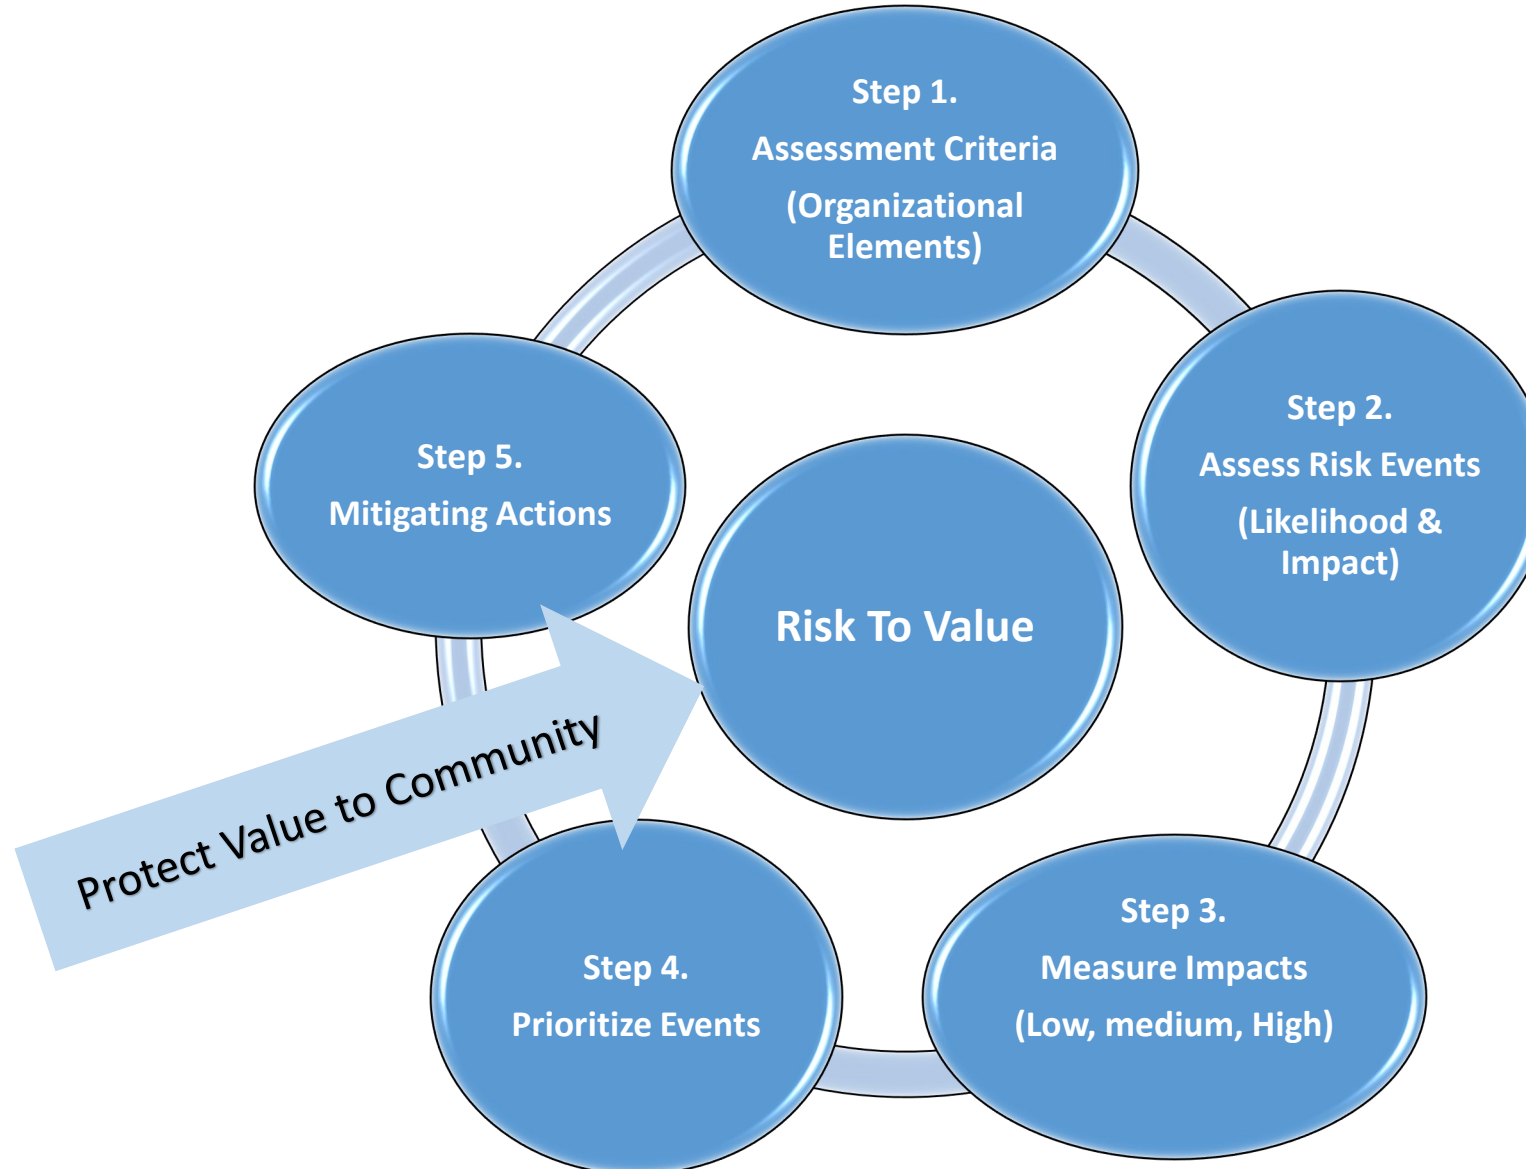 Step 1.
Assessment Criteria
(Organizational
Elements)
Step 2.
Assess Risk Events
(Likelihood &
Impact)
Step 3.
Measure Impacts
(Low, medium, High)
Step 4.
Prioritize Events
Step 5.
Mitigating Actions
Risk To Value
Protect Value to Community